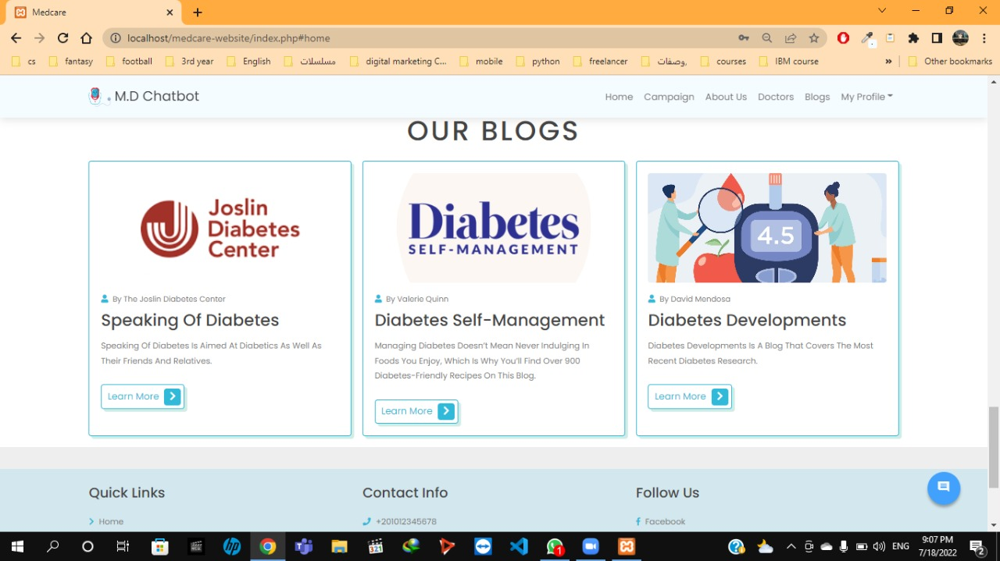 Medcare
localhost/medcare-website/index.php#home
cs
fantasy
football
3rd year
English
مسلسلات
digital marketing C...
mobile
python
freelancer
وصفات,
courses
IBM course
»
Other bookmarks
M.D Chatbot
Home
Campaign
About Us
Doctors
Blogs
My Profile
OUR BLOGS
Joslin
Diabetes
Center
By The Joslin Diabetes Center
Speaking Of Diabetes
Speaking Of Diabetes Is Aimed At Diabetics As Well As
Their Friends And Relatives.
Learn More
Diabetes
SELF-MANAGEMENT
By Valerie Quinn
Diabetes Self-Management
Managing Diabetes Doesn't Mean Never Indulging In
Foods You Enjoy, Which Is Why You'll Find Over 900
Diabetes-Friendly Recipes On This Blog.
Learn More
4.5
By David Mendosa
Diabetes Developments
Diabetes Developments Is A Blog That Covers The Most
Recent Diabetes Research.
Learn More
Quick Links
Home
Contact Info
+201012345678
Follow Us
Facebook
321
1
ENG
9:07 PM
7/18/2022
2